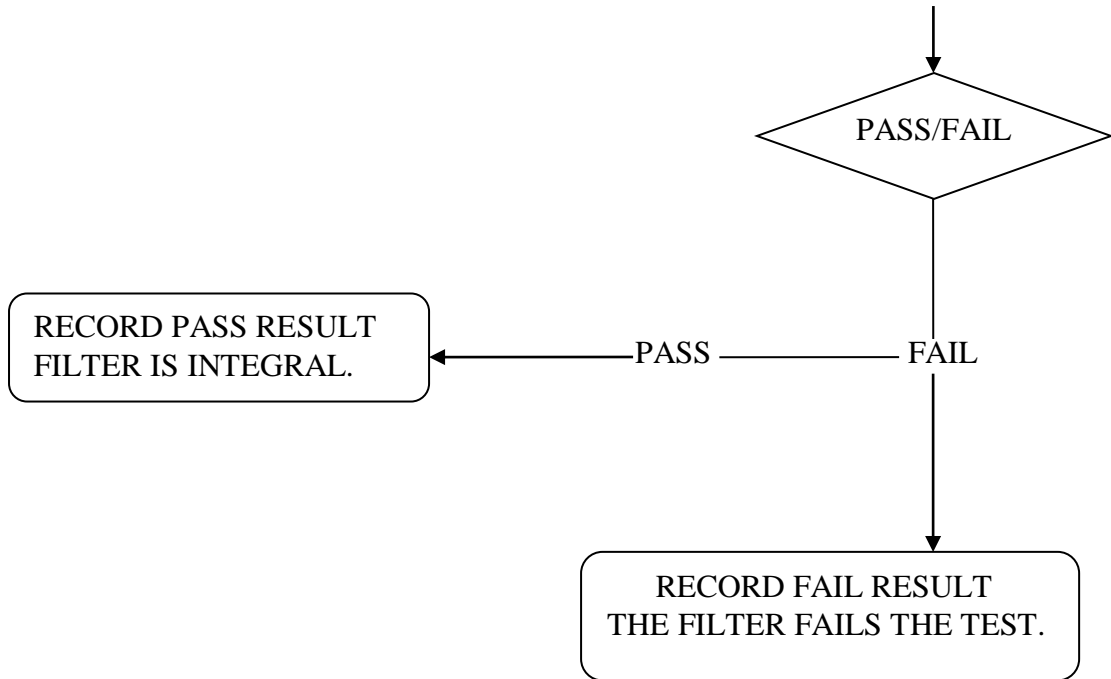 PASS/FAIL
RECORD PASS RESULT
FILTER IS INTEGRAL.
PASS
FAIL
RECORD FAIL RESULT
THE FILTER FAILS THE TEST.